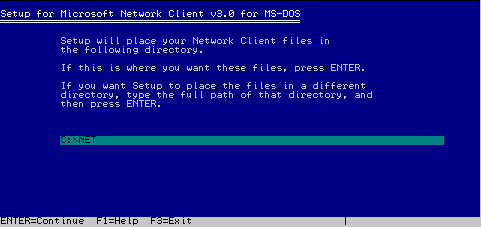 Setup for Microsoft Network Client v3.0 for MS-DOS
Setup will place your Network Client files in
the following directory.
If this is where you want these files, press ENTER.
If you want Setup to place the files in a different
directory, type the full path of that directory, and
then press ENTER.
C:\NET
ENTER=Continue F1=Help F3=Exit